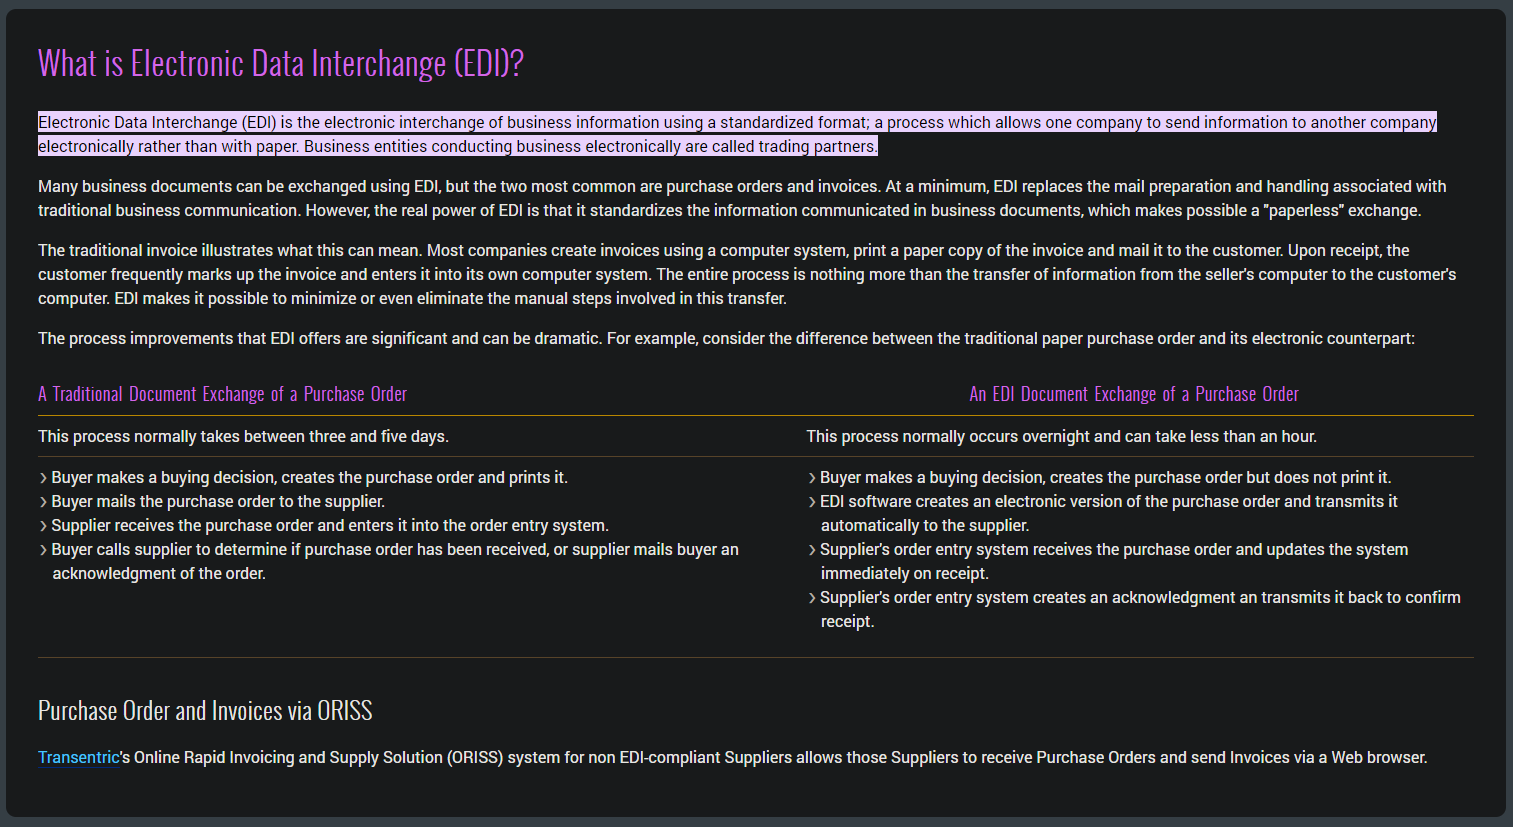 What is Electronic Data Interchange (EDI)?
Electronic Data Interchange (EDI) is the electronic interchange of business information using a standardized format; a process which allows one company to send information to another company
electronically rather than with paper. Business entities conducting business electronically are called trading partners.
Many business documents can be exchanged using EDI, but the two most common are purchase orders and invoices. At a minimum, EDI replaces the mail preparation and handling associated with
traditional business communication. However, the real power of EDI is that it standardizes the information communicated in business documents, which makes possible a "paperless" exchange.
The traditional invoice illustrates what this can mean. Most companies create invoices using a computer system, print a paper copy of the invoice and mail it to the customer. Upon receipt, the
customer frequently marks up the invoice and enters it into its own computer system. The entire process is nothing more than the transfer of information from the seller's computer to the customer's
computer. EDI makes it possible to minimize or even eliminate the manual steps involved in this transfer.
The process improvements that EDI offers are significant and can be dramatic. For example, consider the difference between the traditional paper purchase order and its electronic counterpart:
A Traditional Document Exchange of a Purchase Order
This process normally takes between three and five days.
› Buyer makes a buying decision, creates the purchase order and prints it.
› Buyer mails the purchase order to the supplier.
› Supplier receives the purchase order and enters it into the order entry system.
› Buyer calls supplier to determine if purchase order has been received, or supplier mails buyer an
acknowledgment of the order.
An EDI Document Exchange of a Purchase Order
This process normally occurs overnight and can take less than an hour.
› Buyer makes a buying decision, creates the purchase order but does not print it.
› EDI software creates an electronic version of the purchase order and transmits it
automatically to the supplier.
› Supplier's order entry system receives the purchase order and updates the system
immediately on receipt.
› Supplier's order entry system creates an acknowledgment an transmits it back to confirm
receipt.
Purchase Order and Invoices via ORISS
Transentric's Online Rapid Invoicing and Supply Solution (ORISS) system for non EDI-compliant Suppliers allows those Suppliers to receive Purchase Orders and send Invoices via a Web browser.